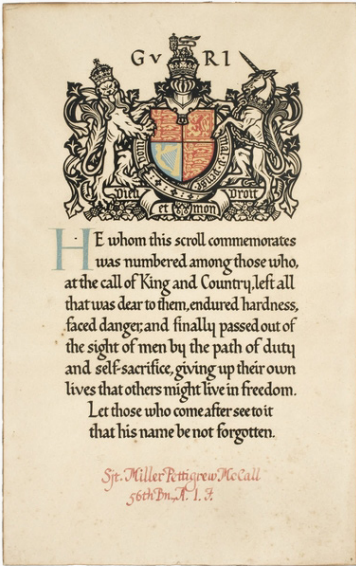 GvRI
Dieu et mon Droit
HE whom this scroll commemorates
was numbered among those who,
at the call of King and Country, left all
that was dear to them, endured hardness,
faced danger, and finally passed out of
the sight of men by the path of duty
and self-sacrifice, giving up their own
lives that others might live in freedom.
Let those who come after see to it
that his name be not forgotten.
Sjt. Miller Pettigrew McCall
56th Bn., A. I. F.